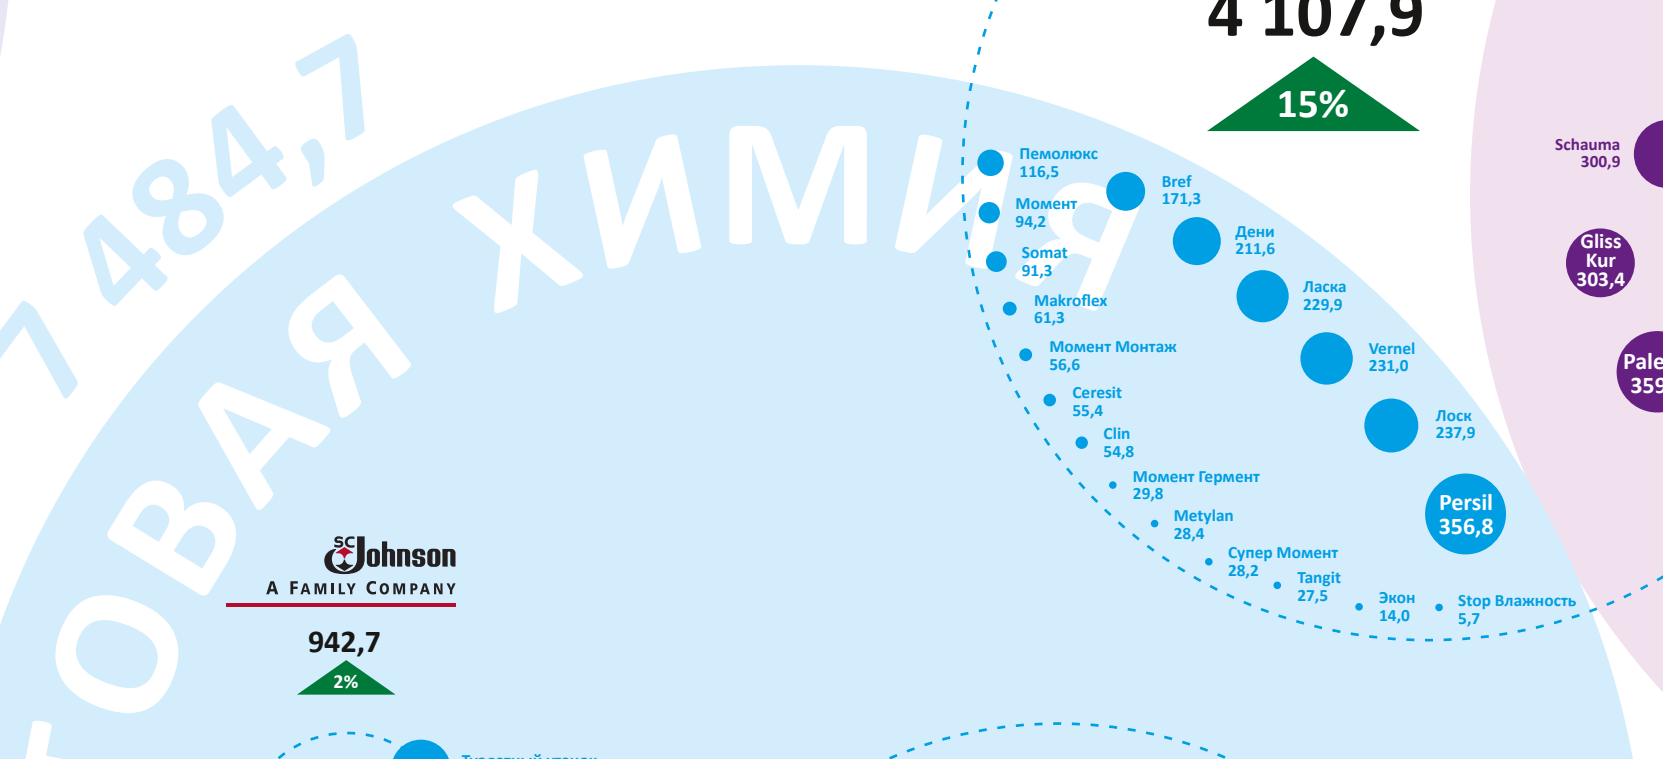 4 107,9
15%
7 484,7
ТОВАЯ ХИМИЯ
Пемолюкс
116,5
Момент
94,2
Somat
91,3
Makroflex
61,3
Момент Монтаж
56,6
Ceresit
55,4
Clin
54,8
Момент Гермент
29,8
Metylan
28,4
Супер Момент
28,2
Tangit
27,5
Экон
14,0
Stop Влажность
5,7
Bref
171,3
Дени
211,6
Ласка
229,9
Vernel
231,0
Лоск
237,9
Persil
356,8
Schauma
300,9
Gliss
Kur
303,4
Pale
359
SC Johnson
A FAMILY COMPANY
942,7
2%